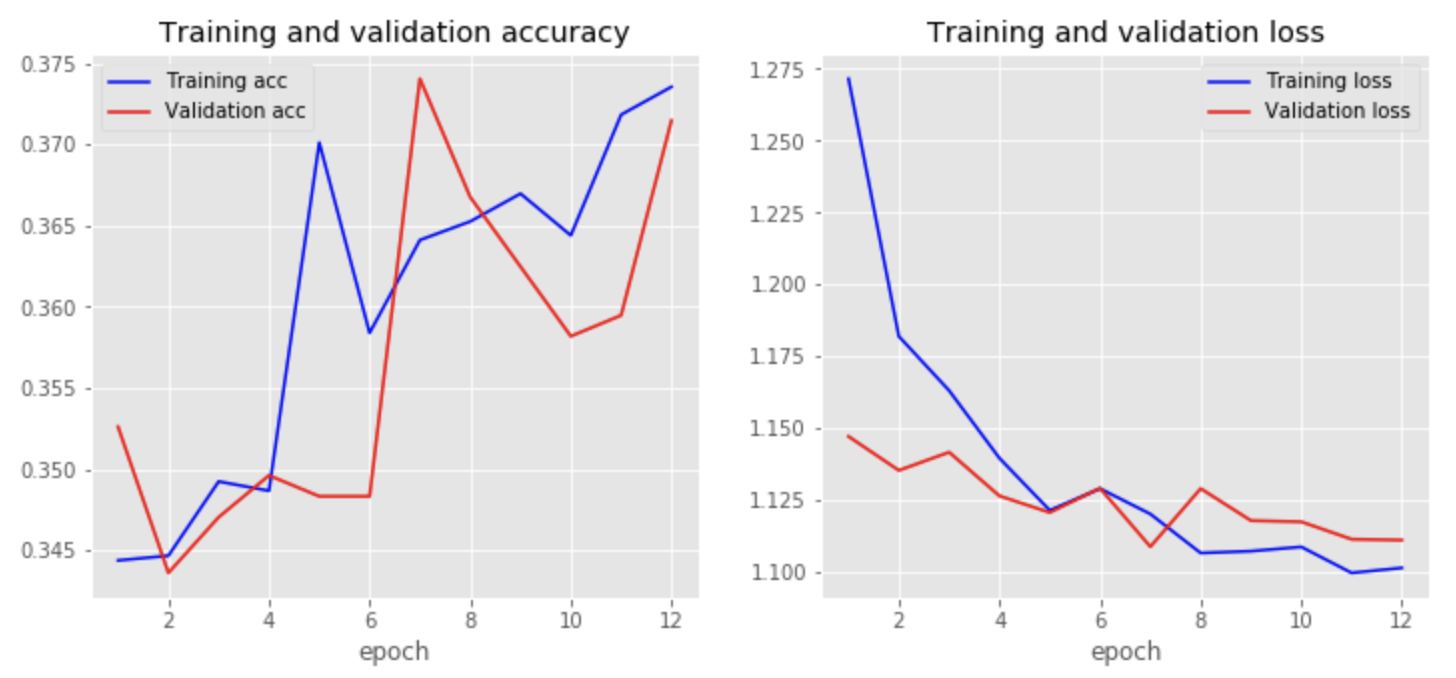 Training and validation accuracy
0.375
0.370
0.365
0.360
0.355
0.350
0.345
Training acc
Validation acc
2 4 6 8 10 12
epoch
Training and validation loss
1.275
1.250
1.225
1.200
1.175
1.150
1.125
1.100
Training loss
Validation loss
2 4 6 8 10 12
epoch